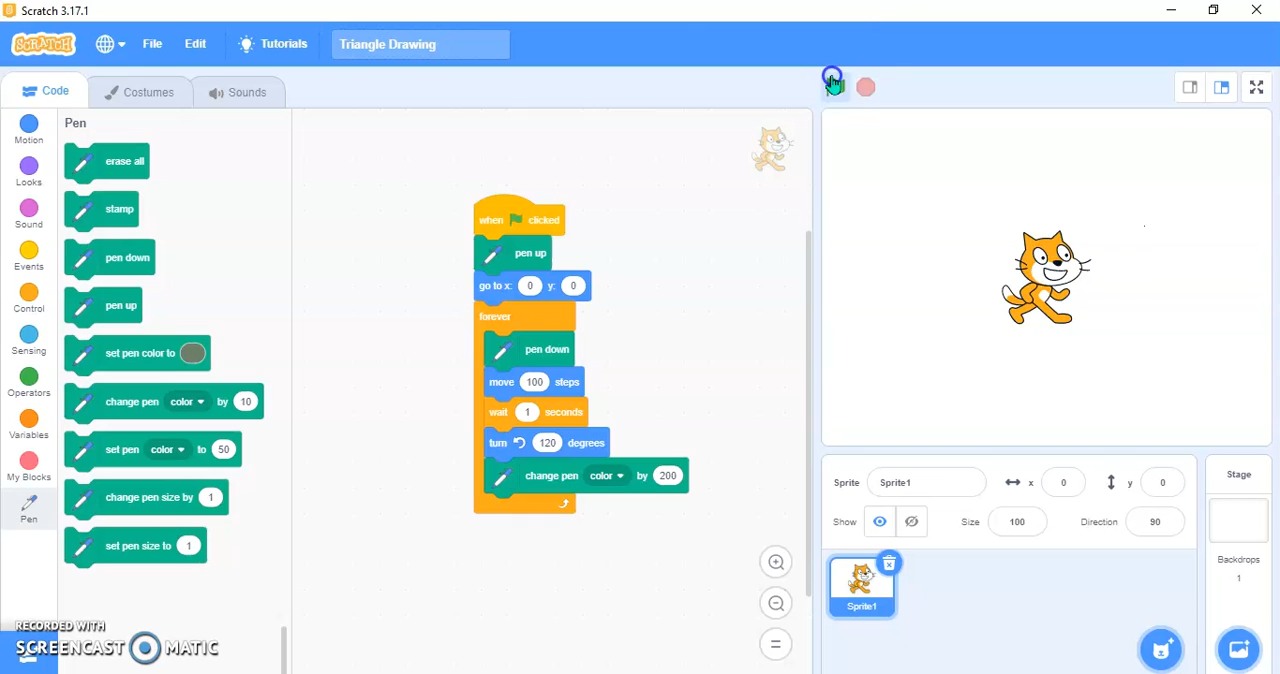 Scratch 3.17.1
SCRATCH
File
Edit
Tutorials
Triangle Drawing
Code
Costumes
Sounds
Motion
Looks
Sound
Events
Control
Sensing
Operators
Variables
My Blocks
Pen
Pen
erase all
stamp
pen down
pen up
set pen color to
change pen color by 10
set pen color to 50
change pen size by 1
set pen size to 1
when clicked
pen up
go to x: 0 y: 0
forever
pen down
move 100 steps
wait 1 seconds
turn 120 degrees
change pen color by 200
Sprite Sprite1 x 0 y 0
Show Size 100 Direction 90
Sprite1
Stage
Backdrops
1
RECORDED WITH
SCREENCAST MATIC